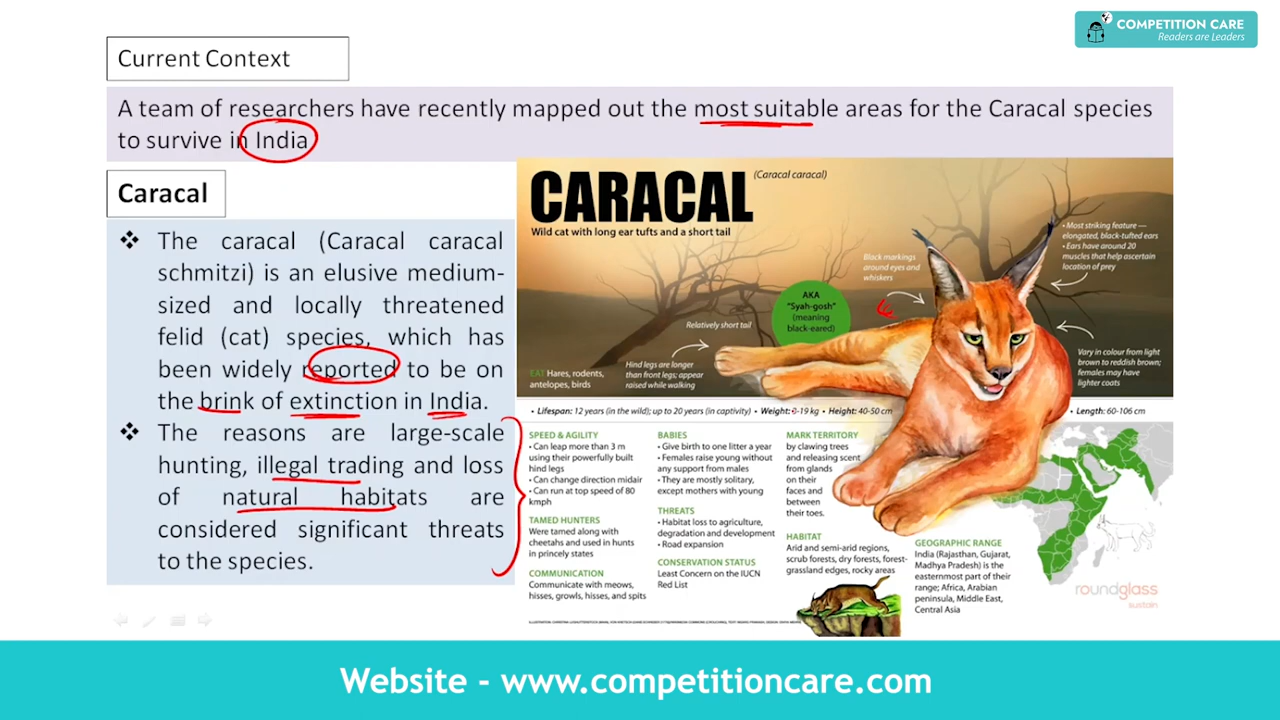 COMPETITION CARE
Readers are Leaders
Current Context
A team of researchers have recently mapped out the most suitable areas for the Caracal species
to survive in India
Caracal
❖ The caracal (Caracal caracal
schmitzi) is an elusive medium-
sized and locally threatened
felid (cat) species, which has
been widely reported to be on
the brink of extinction in India.
❖ The reasons are large-scale
hunting, illegal trading and loss
of natural habitats are
considered significant threats
to the species.
CARACAL
(Caracal caracal)
Wild cat with long ear tufts and a short tail
• Most striking feature —
elongated, black-tufted ears
• Ears have around 20
muscles that help ascertain
location of prey
Black markings
around eyes and
whiskers
AKA
"Syah-gosh"
(meaning
black-eared)
Relatively short tail
Hind legs are longer
than front legs; appear
raised while walking
EAT Hares, rodents,
antelopes, birds
Vary in colour from light
brown to reddish brown;
females may have
lighter coats
• Lifespan: 12 years (in the wild); up to 20 years (in captivity) • Weight: -19 kg • Height: 40-50 cm
• Length: 60-106 cm
SPEED & AGILITY
• Can leap more than 3 m
using their powerfully built
hind legs
• Can change direction midair
• Can run at top speed of 80
kmph
TAMED HUNTERS
Were tamed along with
cheetahs and used in hunts
in princely states
COMMUNICATION
Communicate with meows,
hisses, growls, hisses, and spits
BABIES
• Give birth to one litter a year
• Females raise young without
any support from males
• They are mostly solitary,
except mothers with young
THREATS
• Habitat loss to agriculture,
degradation and development
• Road expansion
CONSERVATION STATUS
Least Concern on the IUCN
Red List
MARK TERRITORY
by clawing trees
and releasing scent
from glands
on their
faces and
between
their toes.
HABITAT
Arid and semi-arid regions,
scrub forests, dry forests, forest-
grassland edges, rocky areas
GEOGRAPHIC RANGE
India (Rajasthan, Gujarat,
Madhya Pradesh) is the
easternmost part of their
range; Africa, Arabian
peninsula, Middle East,
Central Asia
roundglass
sustain
Website - www.competitioncare.com